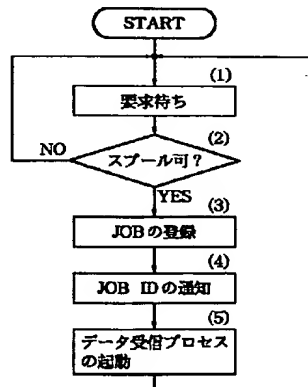 START
(1)
要求待ち
(2)
NO
スプール可?
YES
(3)
JOBの登録
(4)
JOB IDの通知
(5)
データ受信プロセス
の起動